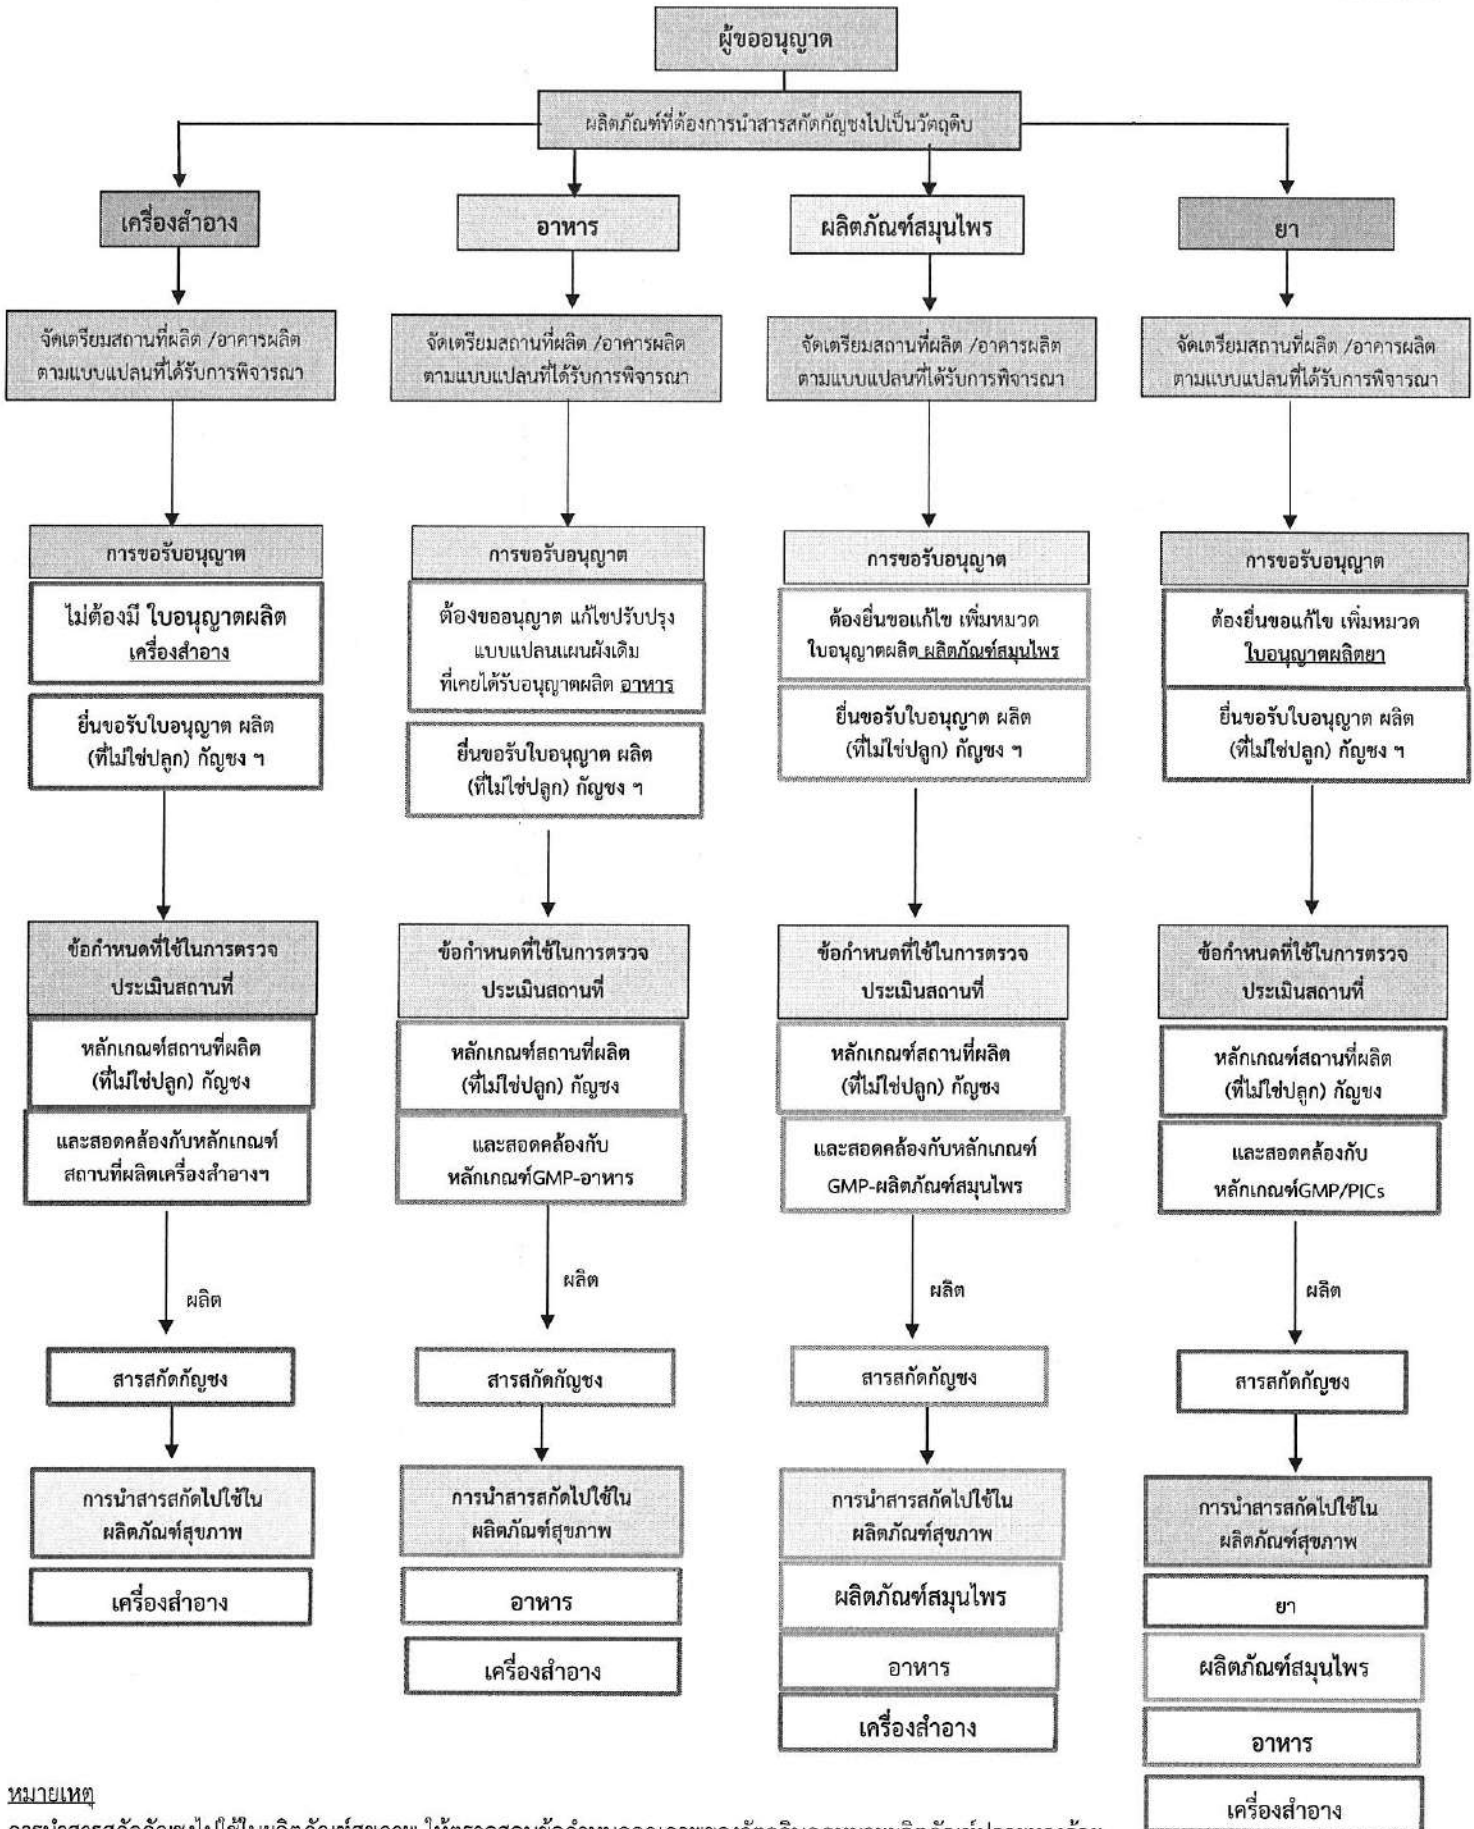 ผู้ขออนุญาต
ผลิตภัณฑ์ที่ต้องการนำสารสกัดกัญชงไปเป็นวัตถุดิบ
เครื่องสำอาง
จัดเตรียมสถานที่ผลิต /อาคารผลิต
ตามแบบแปลนที่ได้รับการพิจารณา
การขอรับอนุญาต
ไม่ต้องมี ใบอนุญาตผลิต
เครื่องสำอาง
ยื่นขอรับใบอนุญาต ผลิต
(ที่ไม่ใช่ปลูก) กัญชง ฯ
ข้อกำหนดที่ใช้ในการตรวจ
ประเมินสถานที่
หลักเกณฑ์สถานที่ผลิต
(ที่ไม่ใช่ปลูก) กัญชง
และสอดคล้องกับหลักเกณฑ์
สถานที่ผลิตเครื่องสำอางฯ
ผลิต
สารสกัดกัญชง
การนำสารสกัดไปใช้ใน
ผลิตภัณฑ์สุขภาพ
เครื่องสำอาง
อาหาร
จัดเตรียมสถานที่ผลิต /อาคารผลิต
ตามแบบแปลนที่ได้รับการพิจารณา
การขอรับอนุญาต
ต้องขออนุญาต แก้ไขปรับปรุง
แบบแปลนแผนผังเดิม
ที่เคยได้รับอนุญาตผลิต อาหาร
ยื่นขอรับใบอนุญาต ผลิต
(ที่ไม่ใช่ปลูก) กัญชง ฯ
ข้อกำหนดที่ใช้ในการตรวจ
ประเมินสถานที่
หลักเกณฑ์สถานที่ผลิต
(ที่ไม่ใช่ปลูก) กัญชง
และสอดคล้องกับ
หลักเกณฑ์GMP-อาหาร
ผลิต
สารสกัดกัญชง
การนำสารสกัดไปใช้ใน
ผลิตภัณฑ์สุขภาพ
อาหาร
เครื่องสำอาง
ผลิตภัณฑ์สมุนไพร
จัดเตรียมสถานที่ผลิต /อาคารผลิต
ตามแบบแปลนที่ได้รับการพิจารณา
การขอรับอนุญาต
ต้องยื่นขอแก้ไข เพิ่มหมวด
ใบอนุญาตผลิต ผลิตภัณฑ์สมุนไพร
ยื่นขอรับใบอนุญาต ผลิต
(ที่ไม่ใช่ปลูก) กัญชง ฯ
ข้อกำหนดที่ใช้ในการตรวจ
ประเมินสถานที่
หลักเกณฑ์สถานที่ผลิต
(ที่ไม่ใช่ปลูก) กัญชง
และสอดคล้องกับหลักเกณฑ์
GMP-ผลิตภัณฑ์สมุนไพร
ผลิต
สารสกัดกัญชง
การนำสารสกัดไปใช้ใน
ผลิตภัณฑ์สุขภาพ
ผลิตภัณฑ์สมุนไพร
อาหาร
เครื่องสำอาง
ยา
จัดเตรียมสถานที่ผลิต /อาคารผลิต
ตามแบบแปลนที่ได้รับการพิจารณา
การขอรับอนุญาต
ต้องยื่นขอแก้ไข เพิ่มหมวด
ใบอนุญาตผลิตยา
ยื่นขอรับใบอนุญาต ผลิต
(ที่ไม่ใช่ปลูก) กัญชง ฯ
ข้อกำหนดที่ใช้ในการตรวจ
ประเมินสถานที่
หลักเกณฑ์สถานที่ผลิต
(ที่ไม่ใช่ปลูก) กัญชง
และสอดคล้องกับ
หลักเกณฑ์GMP/PICs
ผลิต
สารสกัดกัญชง
การนำสารสกัดไปใช้ใน
ผลิตภัณฑ์สุขภาพ
ยา
ผลิตภัณฑ์สมุนไพร
อาหาร
เครื่องสำอาง
หมายเหตุ
การนำสารสกัดกัญชงไปใช้ในผลิตภัณฑ์สุขภาพ ให้ตรวจสอบข้อกำหนดคุณภาพของวัตถุดิบ